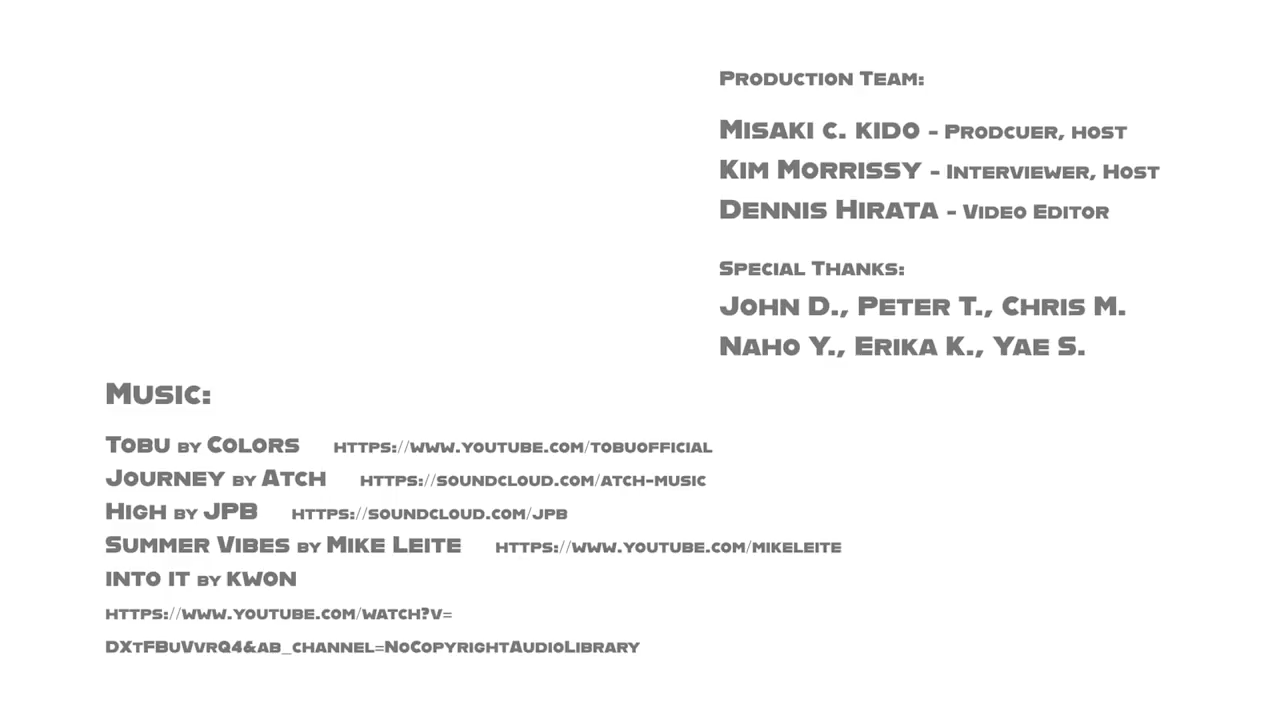 Production Team:
Misaki c. kido - Prodcuer, host
Kim Morrissy - Interviewer, Host
Dennis Hirata - Video Editor
Special Thanks:
John D., Peter T., Chris M.
Naho Y., Erika K., Yae S.
Music:
Tobu by Colors https://www.youtube.com/tobuofficial
Journey by Atch https://soundcloud.com/atch-music
High by JPB https://soundcloud.com/jpb
Summer Vibes by Mike Leite https://www.youtube.com/mikeleite
into it by kwon
https://www.youtube.com/watch?v=
DXtFBuVvrQ4&ab_channel=NoCopyrightAudioLibrary